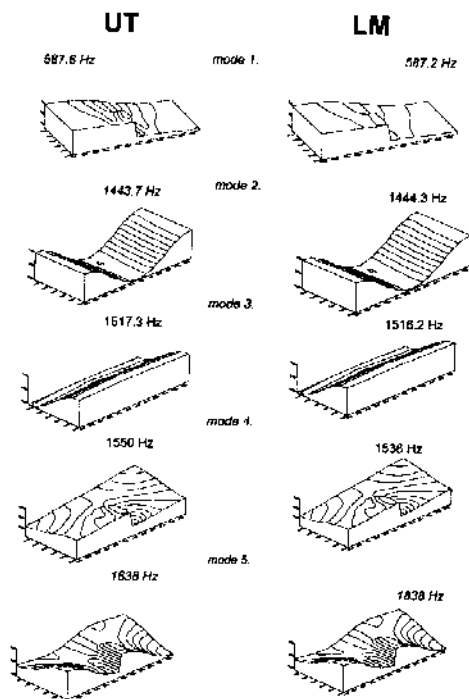 UT LM
587.6 Hz mode 1. 587.2 Hz
1443.7 Hz mode 2. 1444.3 Hz
1517.3 Hz mode 3. 1516.2 Hz
1550 Hz mode 4. 1536 Hz
mode 5.
1638 Hz 1838 Hz